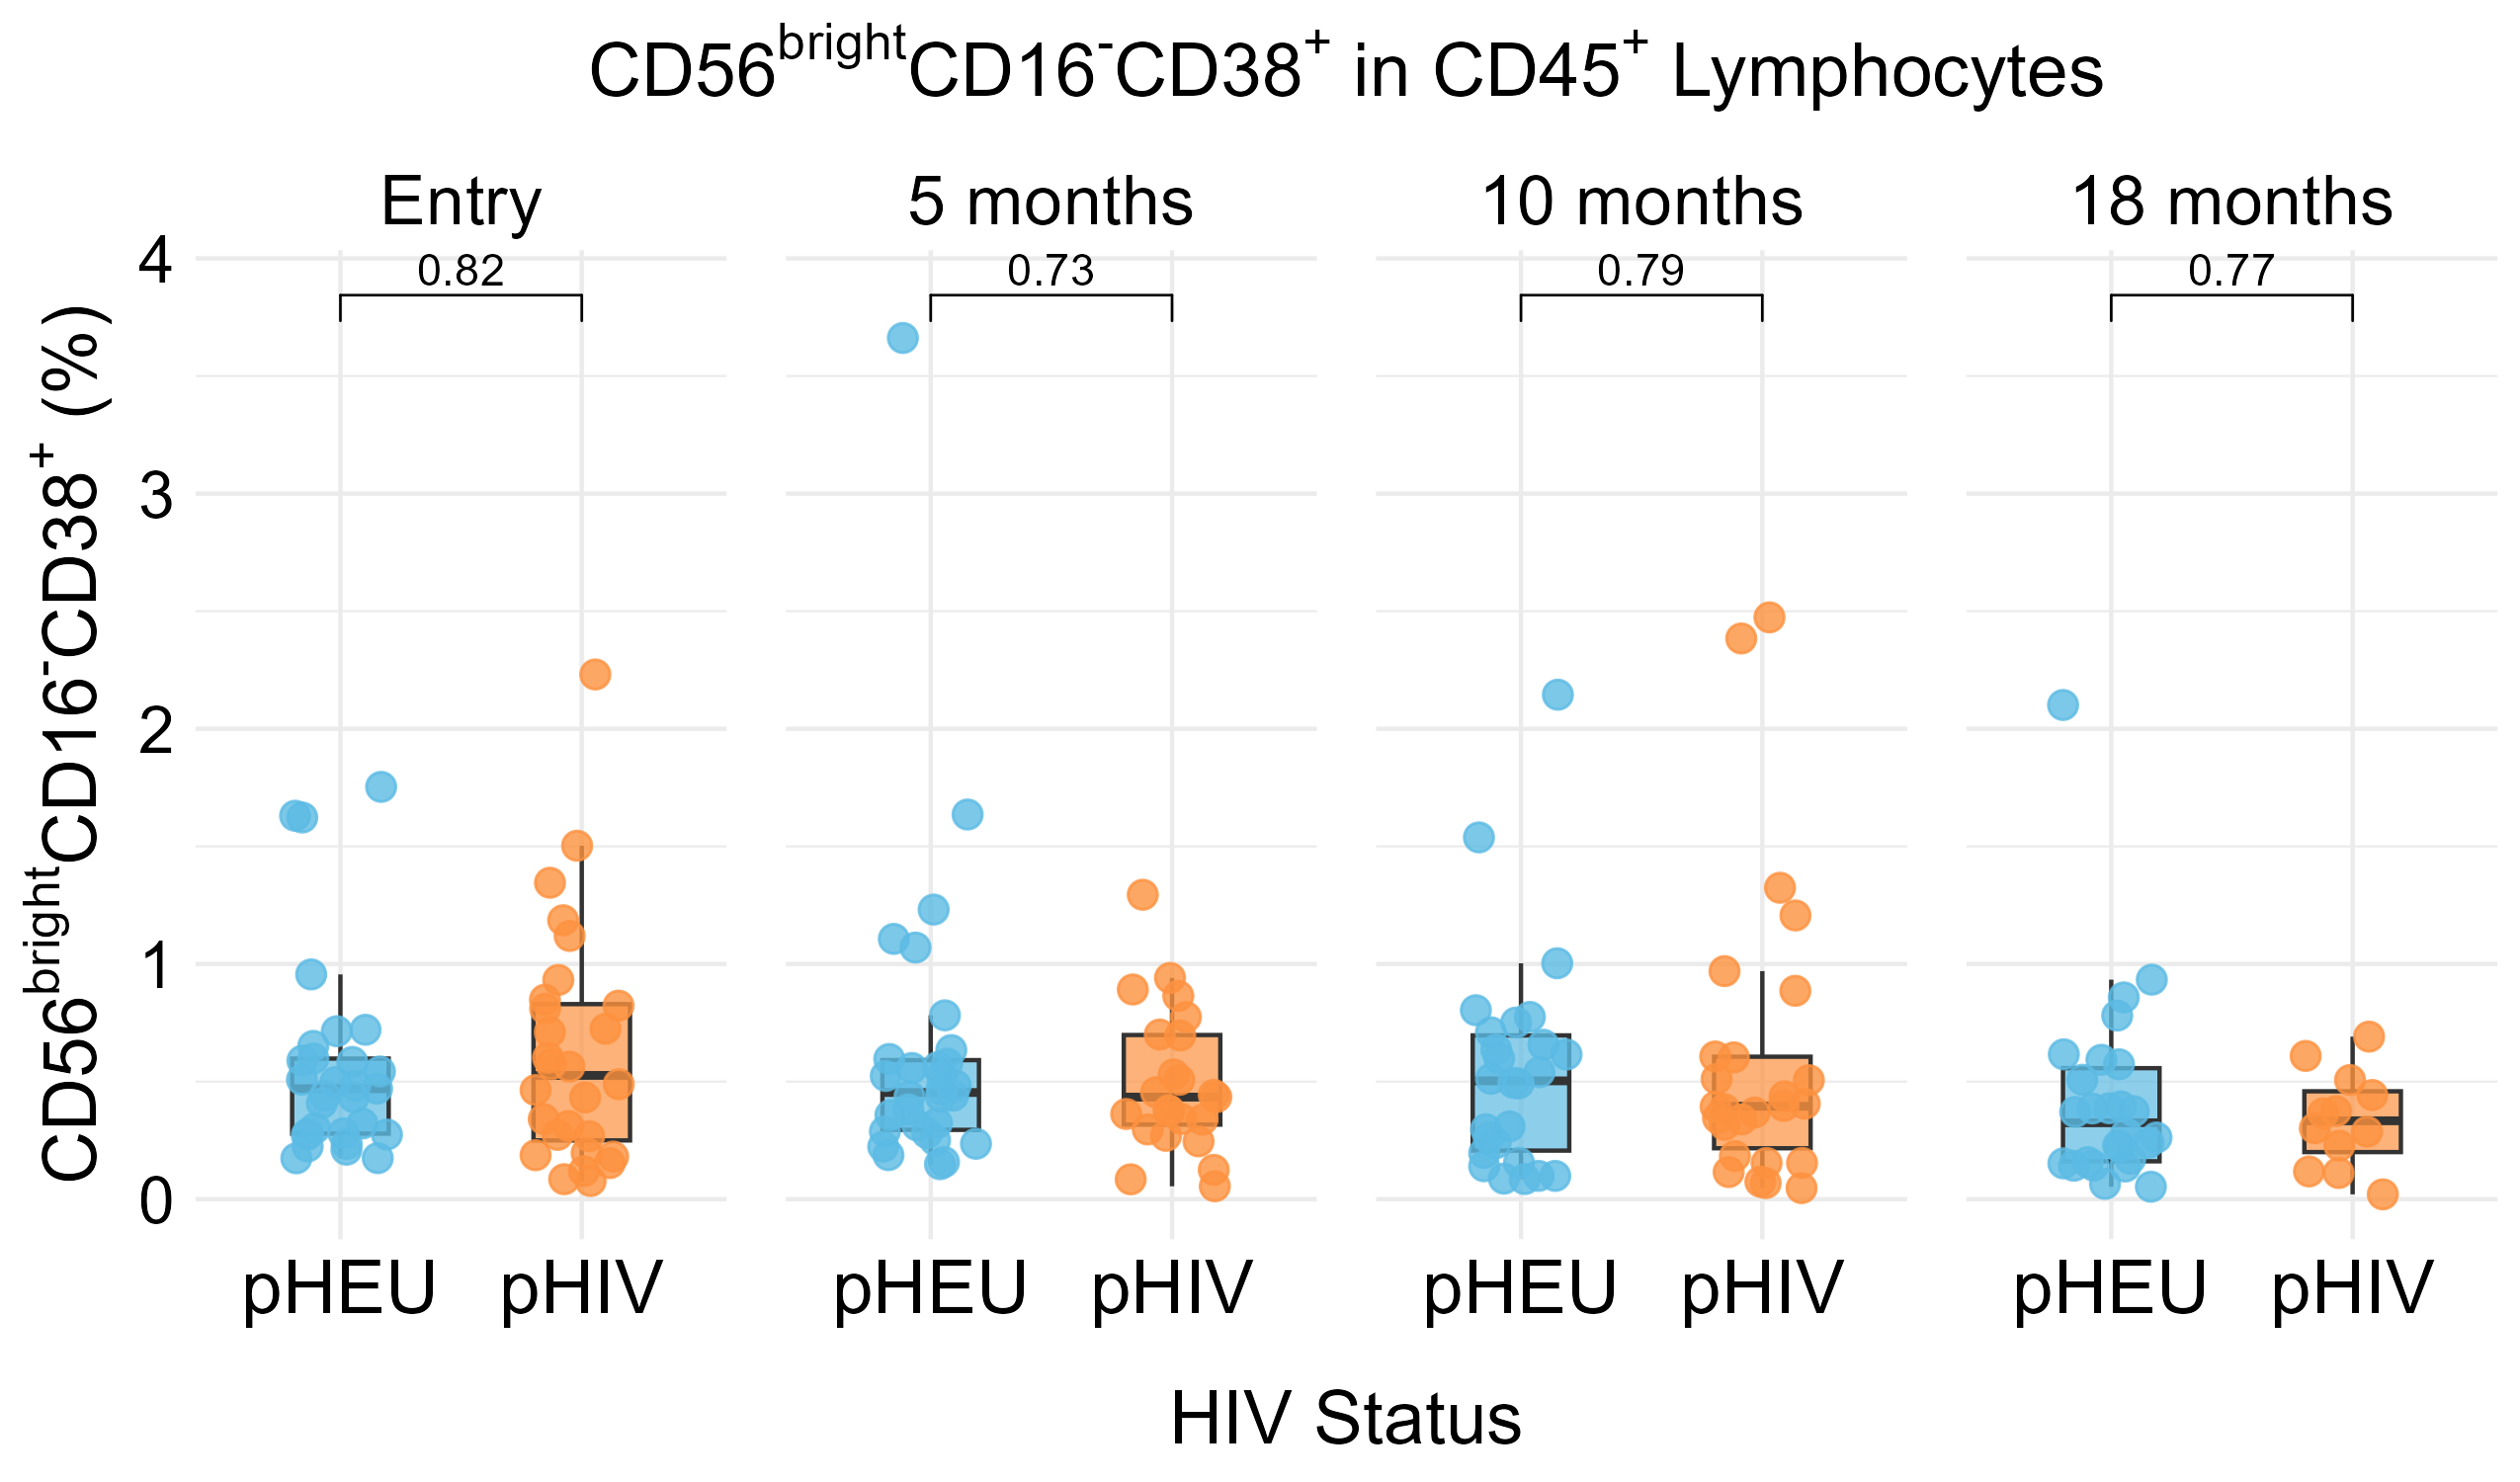 CD56brightCD16-CD38+ in CD45+ Lymphocytes
Entry
5 months
10 months
18 months
0.82
0.73
0.79
0.77
CD56brightCD16-CD38+ (%)
4
3
2
1
0
pHEU
pHIV
pHEU
pHIV
pHEU
pHIV
pHEU
pHIV
HIV Status